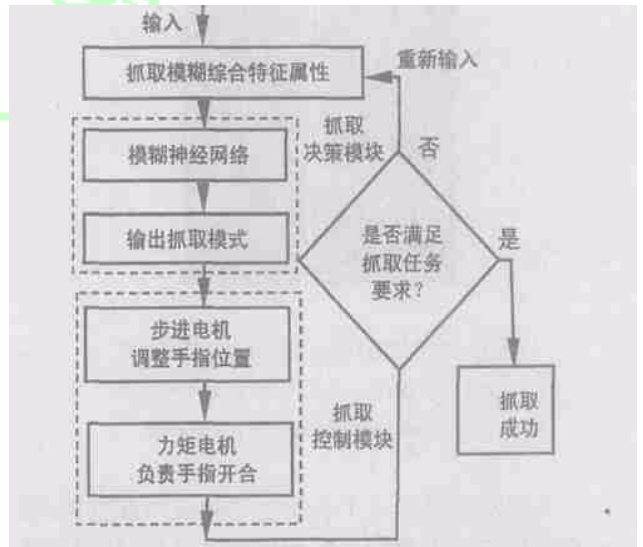 输入
抓取模糊综合特征属性
重新输入
模糊神经网络
抓取
决策模块
否
输出抓取模式
是否满足
抓取任务
要求?
是
步进电机
调整手指位置
抓取
成功
抓取
控制模块
力矩电机
负责手指开合